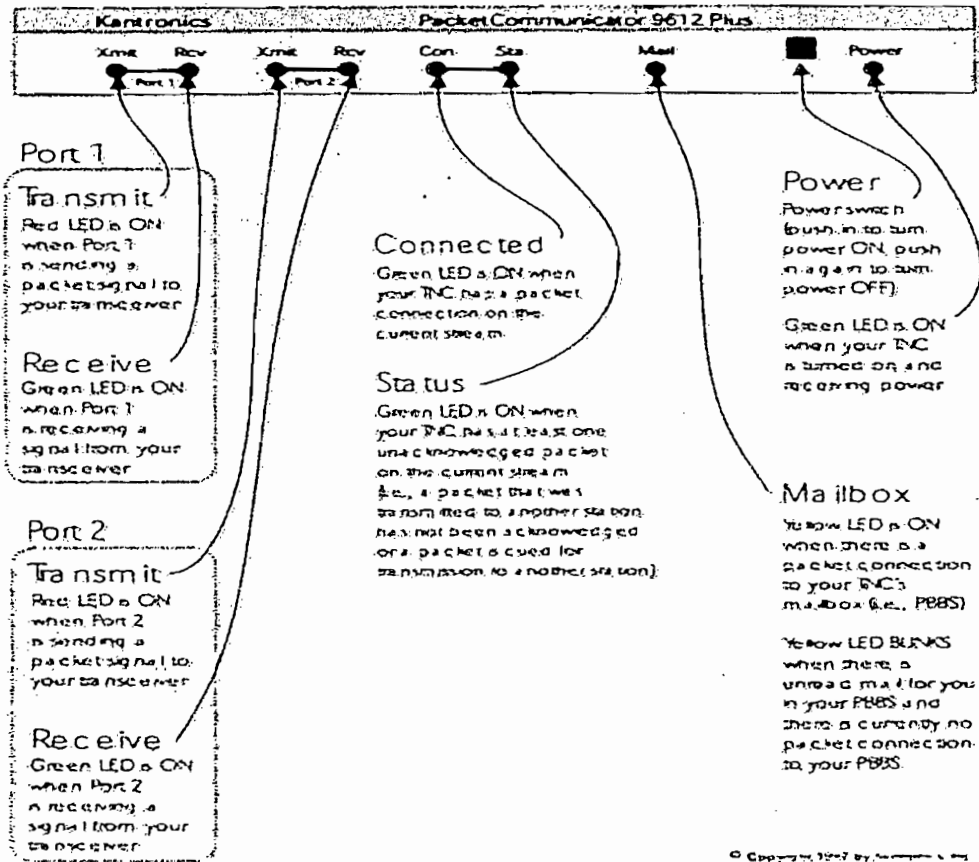 Kantronics Packet Communicator 9612 Plus
Xmit Rcv Xmit Rcv Con. Sta. Mail Power
Port 1 Port 2
Port 1
Transmit
Red LED is ON
when Port 1
is sending a
packet signal to
your transceiver
Receive
Green LED is ON
when Port 1
is receiving a
signal from your
transceiver
Port 2
Transmit
Red LED is ON
when Port 2
is sending a
packet signal to
your transceiver
Receive
Green LED is ON
when Port 2
is receiving a
signal from your
transceiver
Connected
Green LED is ON when
your TNC has a packet
connection on the
current stream.
Status
Green LED is ON when
your TNC has at least one
unacknowledged packet
on the current stream
(i.e., a packet that was
transmitted to another station
has not been acknowledged
or a packet is cued for
transmission to another station)
Power
Power switch
(push in to turn
power ON, push
in again to turn
power OFF)
Green LED is ON
when your TNC
is turned on and
receiving power
Mailbox
Yellow LED is ON
when there is a
packet connection
to your TNC's
mailbox (i.e., PBBS)
Yellow LED BLINKS
when there is
unread mail for you
in your PBBS and
there is currently no
packet connection
to your PBBS.
© Copyright 1997 by